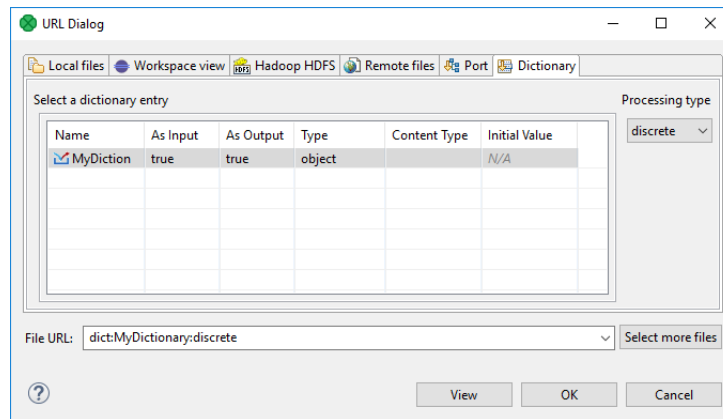 URL Dialog
Local files Workspace view HDFS Hadoop HDFS Remote files Port Dictionary
Select a dictionary entry Processing type
Name As Input As Output Type Content Type Initial Value discrete
MyDiction true true object N/A
File URL: dict:MyDictionary:discrete Select more files
? View OK Cancel